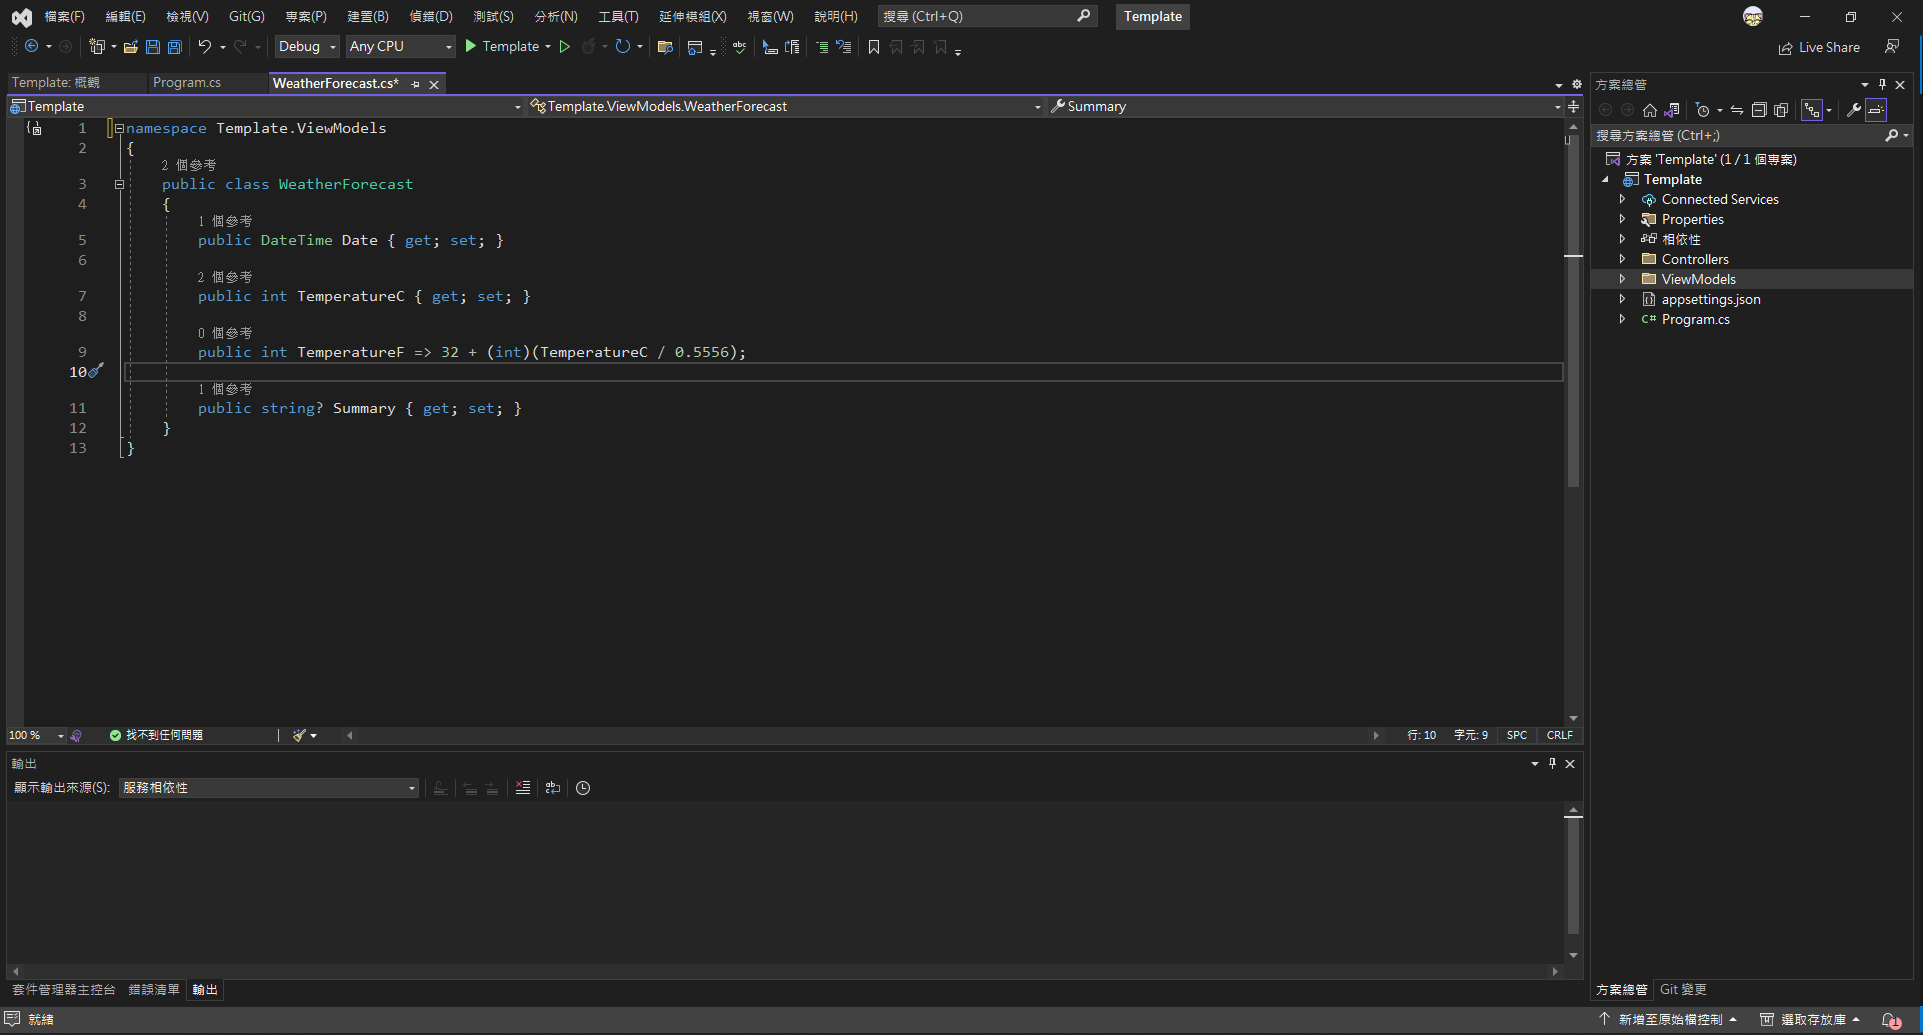 檔案(F) 編輯(E) 檢視(V) Git(G) 專案(P) 建置(B) 偵錯(D) 測試(S) 分析(N) 工具(T) 延伸模組(X) 視窗(W) 說明(H) 搜尋 (Ctrl+Q) Template
Debug Any CPU Template Live Share
Template: 概觀 Program.cs WeatherForecast.cs*
Template Template.ViewModels.WeatherForecast Summary
1 namespace Template.ViewModels
2 {
2 個參考
3 public class WeatherForecast
4 {
1 個參考
5 public DateTime Date { get; set; }
6
2 個參考
7 public int TemperatureC { get; set; }
8
0 個參考
9 public int TemperatureF => 32 + (int)(TemperatureC / 0.5556);
10
1 個參考
11 public string? Summary { get; set; }
12 }
13 }
100 % 找不到任何問題 行: 10 字元: 9 SPC CRLF
輸出
顯示輸出來源(S): 服務相依性
套件管理器主控台 錯誤清單 輸出
方案總管
搜尋方案總管 (Ctrl+;)
方案 'Template' (1 / 1 個專案)
Template
Connected Services
Properties
相依性
Controllers
ViewModels
appsettings.json
C# Program.cs
方案總管 Git 變更
就緒 新增至原始檔控制 選取存放庫 1